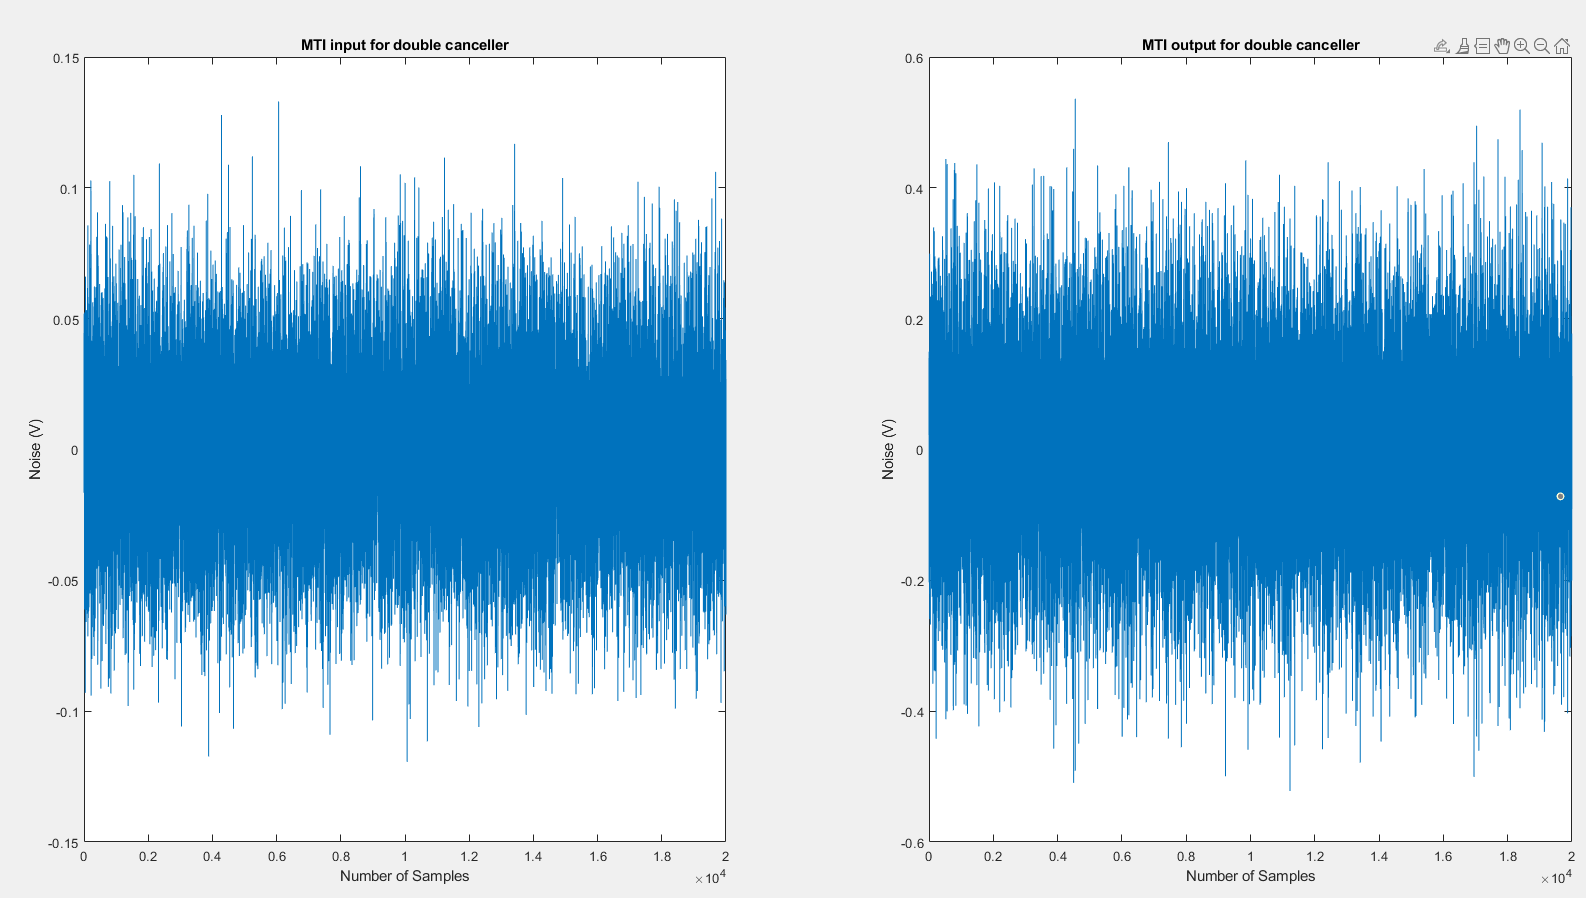 MTI input for double canceller
0.15
0.1
0.05
0
-0.05
-0.1
-0.15
Noise (V)
0 0.2 0.4 0.6 0.8 1 1.2 1.4 1.6 1.8 2
Number of Samples
×10^4
MTI output for double canceller
0.6
0.4
0.2
0
-0.2
-0.4
-0.6
Noise (V)
0 0.2 0.4 0.6 0.8 1 1.2 1.4 1.6 1.8 2
Number of Samples
×10^4